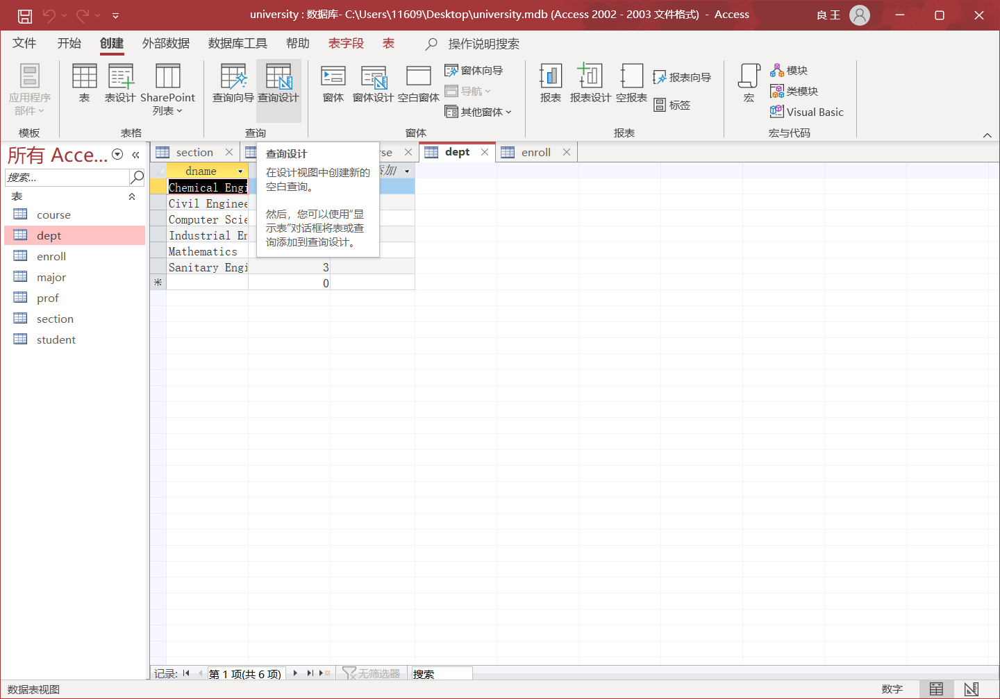 university : 数据库- C:\Users\11609\Desktop\university.mdb (Access 2002 - 2003 文件格式) - Access
良 王
文件 开始 创建 外部数据 数据库工具 帮助 表字段 表 操作说明搜索
应用程序部件
表
表设计
SharePoint 列表
查询向导
查询设计
窗体
窗体设计
空白窗体
窗体向导
导航
其他窗体
报表
报表设计
空报表
报表向导
标签
宏
模块
类模块
Visual Basic
模板 表格 查询 窗体 报表 宏与代码
所有 Acce...
搜索...
表
course
dept
enroll
major
prof
section
student
section
rse
dept
enroll
dname
添加
Chemical Engi
Civil Enginee
Computer Scie
Industrial En
Mathematics
Sanitary Engi 3
0
查询设计
在设计视图中创建新的
空白查询。
然后，您可以使用“显
示表”对话框将表或查
询添加到查询设计。
记录: 第 1 项(共 6 项) 无筛选器 搜索
数据表视图 数字